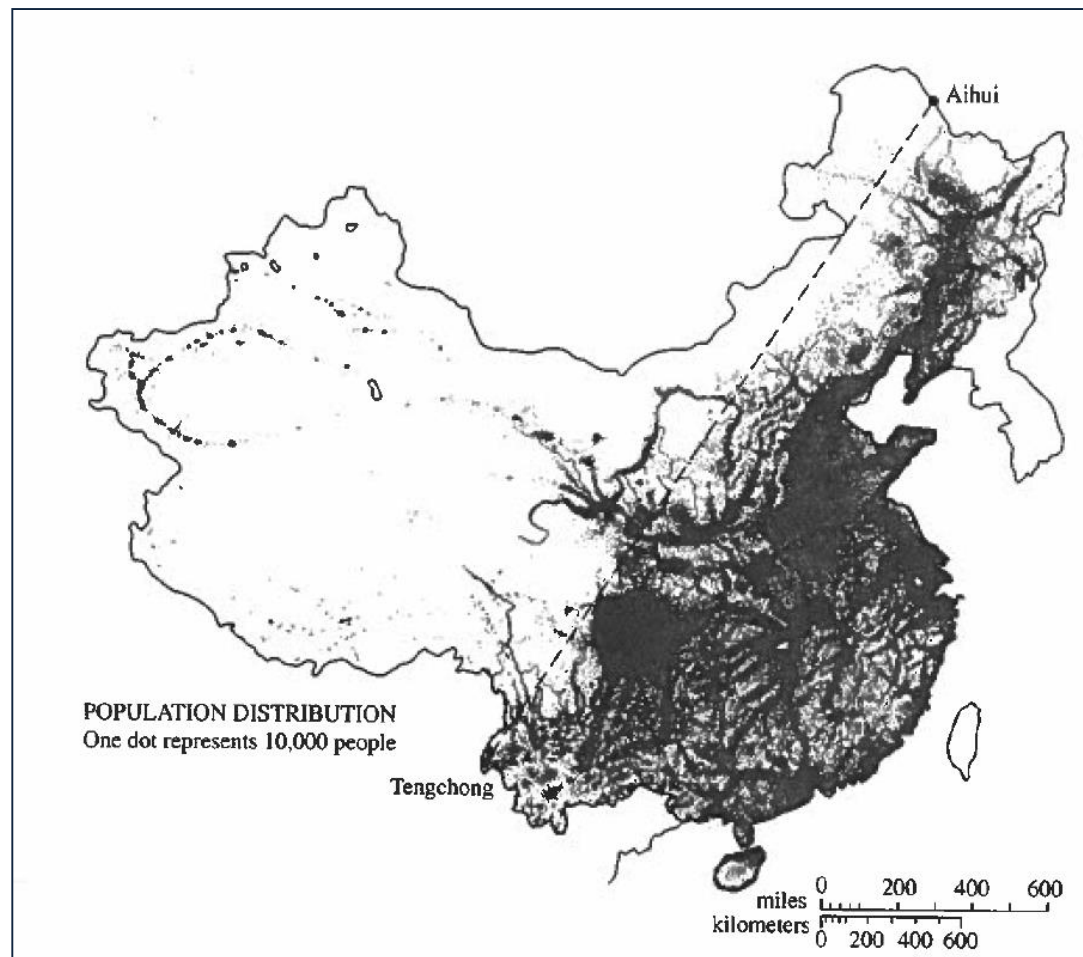 Aihui
POPULATION DISTRIBUTION
One dot represents 10,000 people
Tengchong
miles 0 200 400 600
kilometers 0 200 400 600